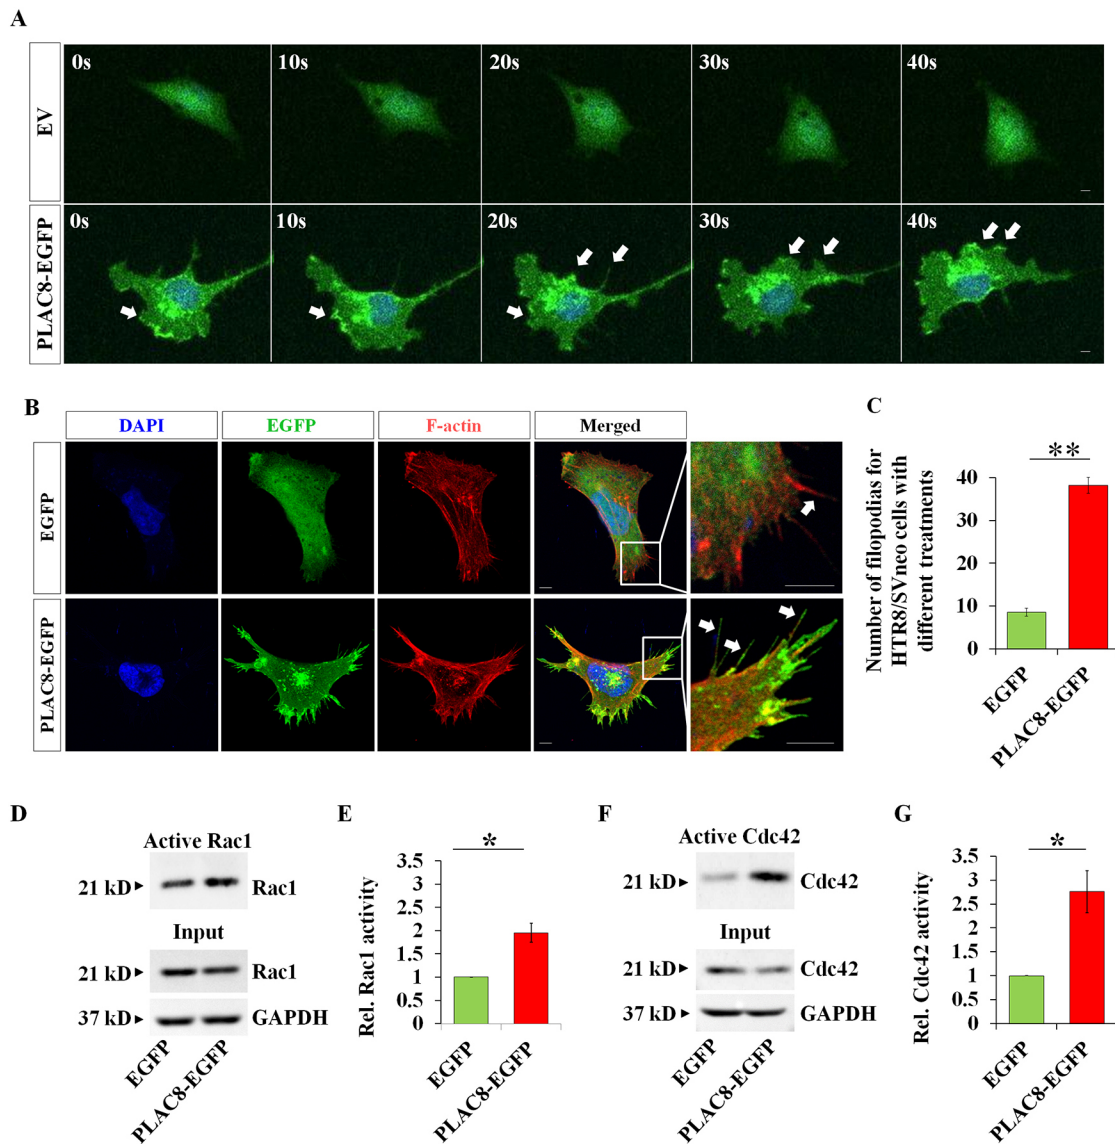 A
EV
0s
10s
20s
30s
40s
PLAC8-EGFP
0s
10s
20s
30s
40s
B
DAPI
EGFP
F-actin
Merged
EGFP
PLAC8-EGFP
C
Number of filopodias for
HTR8/SVneo cells with
different treatments
40
30
20
10
0
**
EGFP
PLAC8-EGFP
D
Active Rac1
21 kD
Rac1
Input
21 kD
Rac1
37 kD
GAPDH
EGFP
PLAC8-EGFP
E
Rel. Rac1 activity
3.5
3
2.5
2
1.5
1
0.5
0
*
EGFP
PLAC8-EGFP
F
Active Cdc42
21 kD
Cdc42
Input
21 kD
Cdc42
37 kD
GAPDH
EGFP
PLAC8-EGFP
G
Rel. Cdc42 activity
3.5
3
2.5
2
1.5
1
0.5
0
*
EGFP
PLAC8-EGFP